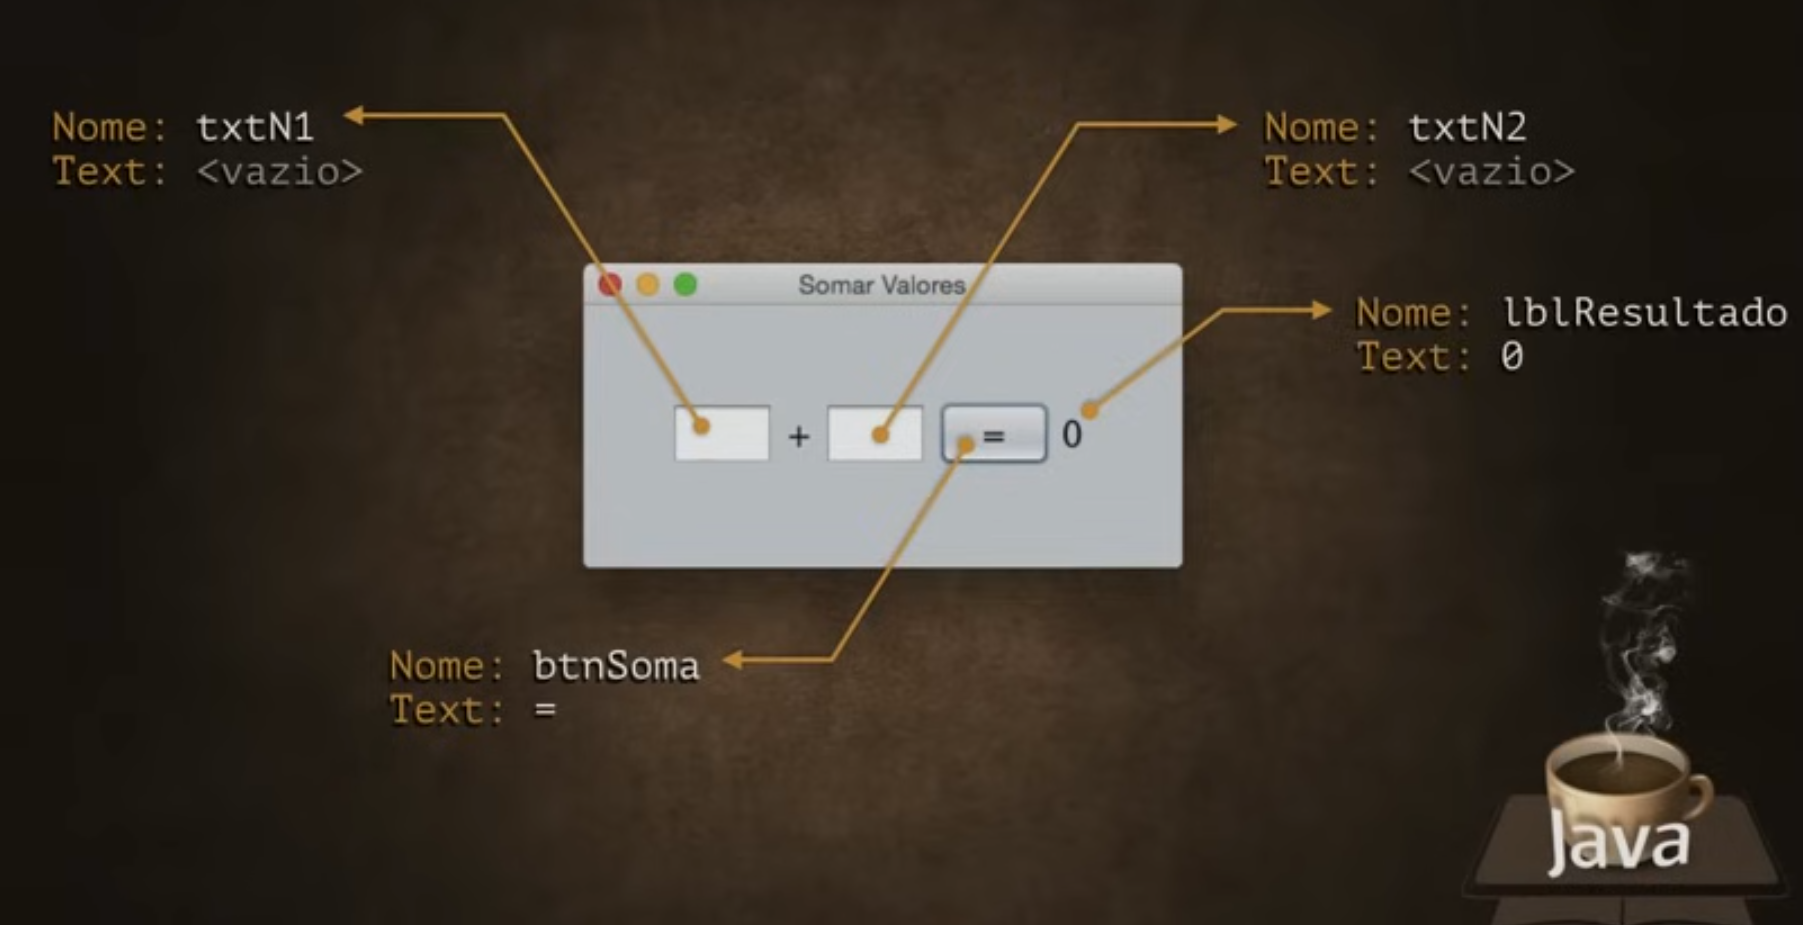 Nome: txtN1
Text: <vazio>
Nome: txtN2
Text: <vazio>
Somar Valores
Nome: lblResultado
Text: 0
+ = 0
Nome: btnSoma
Text: =
Java